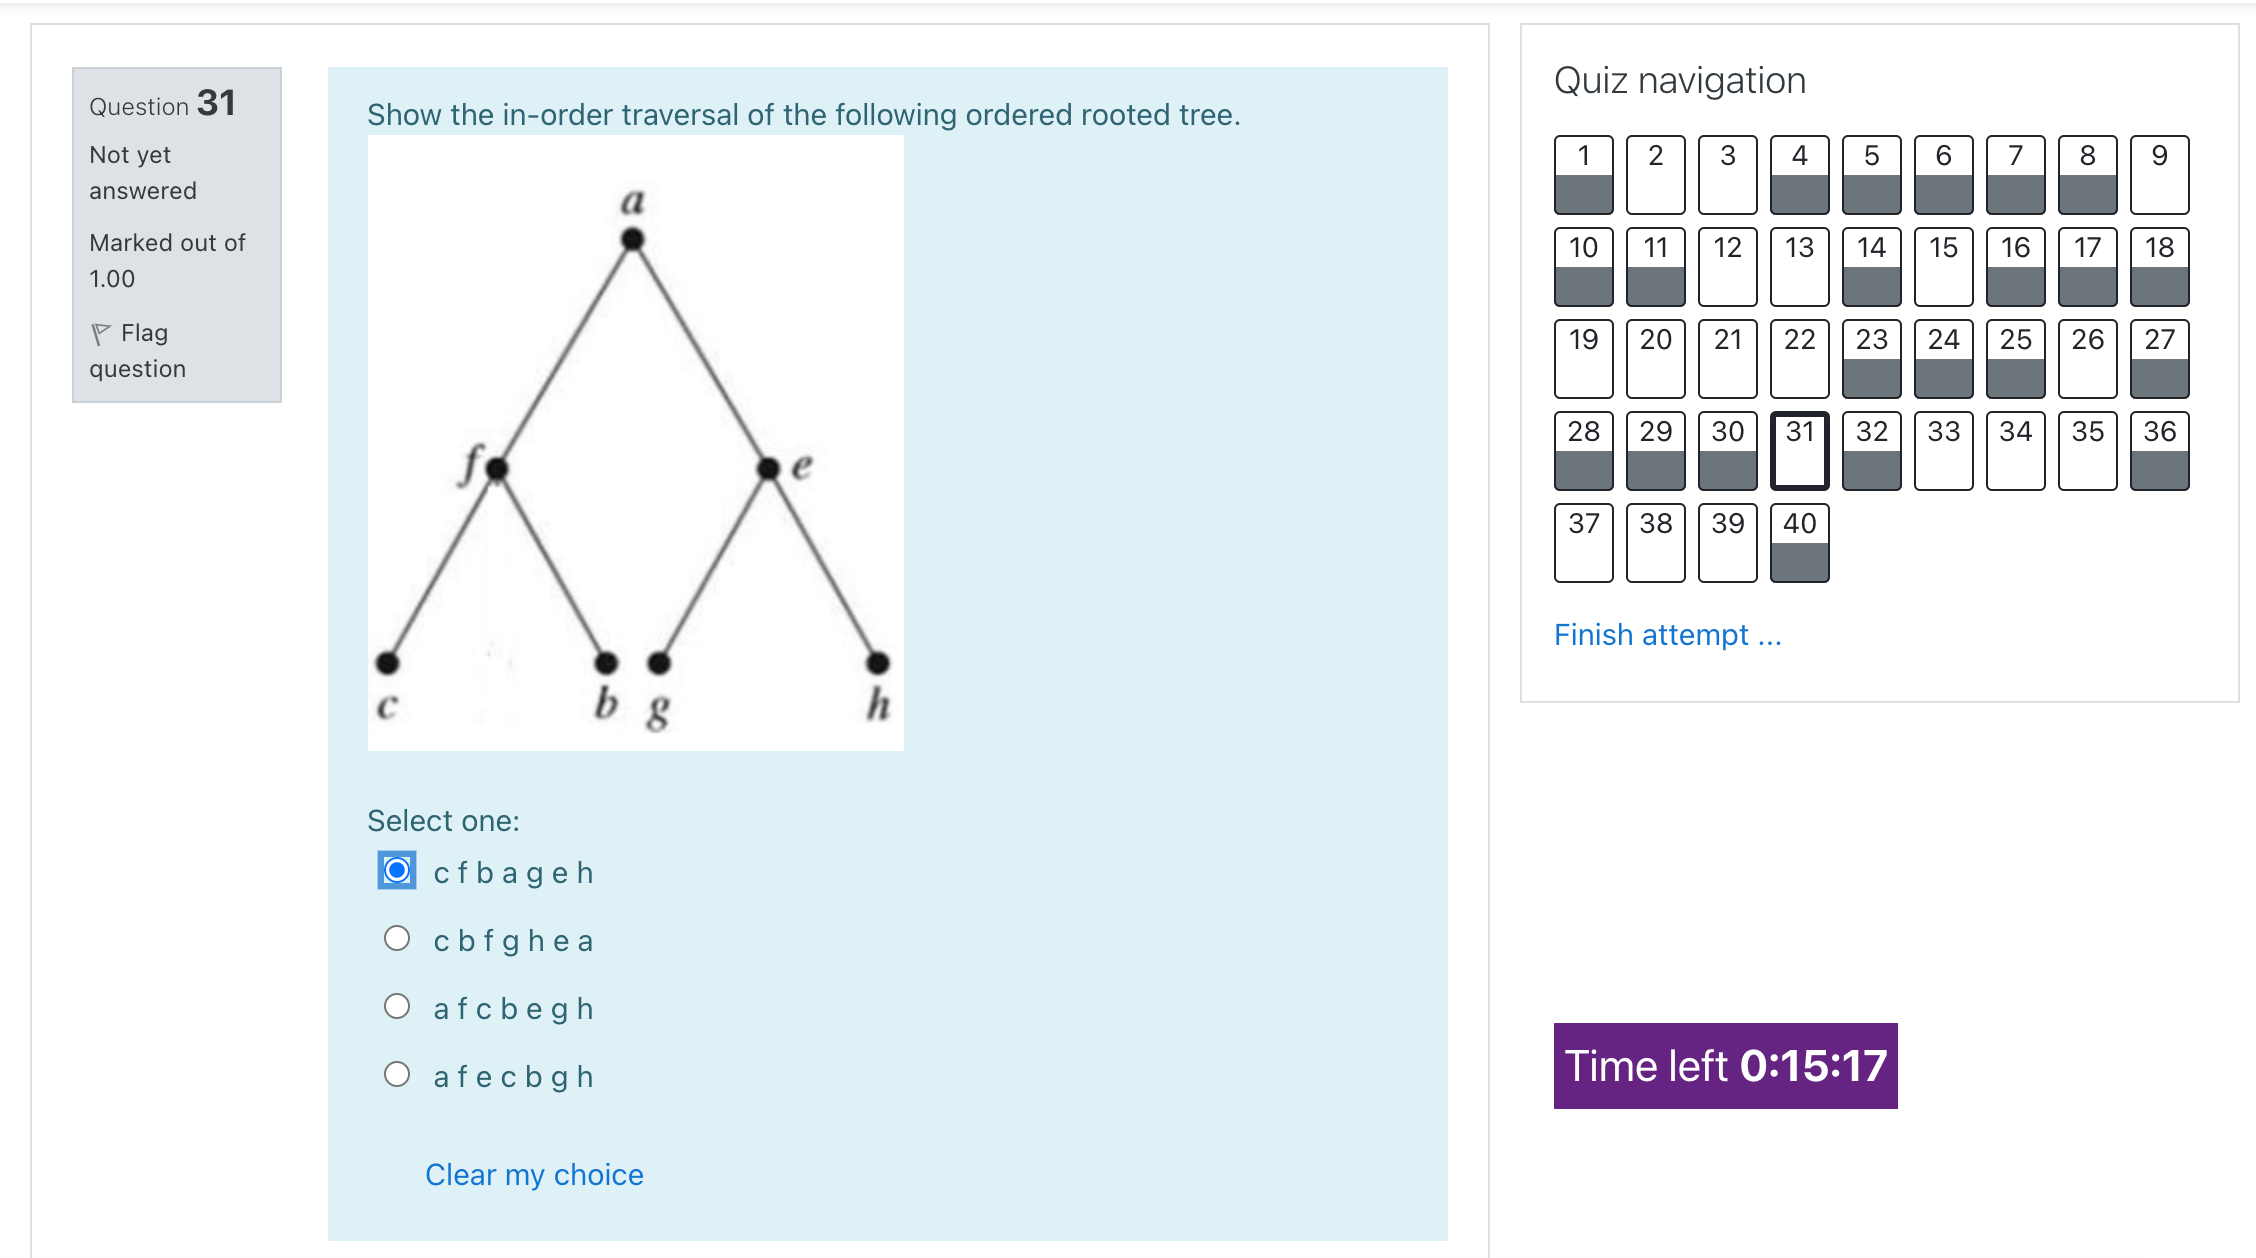 Question 31
Not yet
answered
Marked out of
1.00
Flag
question
Show the in-order traversal of the following ordered rooted tree.
a
f
e
c
b
g
h
Select one:
c f b a g e h
c b f g h e a
a f c b e g h
a f e c b g h
Clear my choice
Quiz navigation
1 2 3 4 5 6 7 8 9
10 11 12 13 14 15 16 17 18
19 20 21 22 23 24 25 26 27
28 29 30 31 32 33 34 35 36
37 38 39 40
Finish attempt ...
Time left 0:15:17